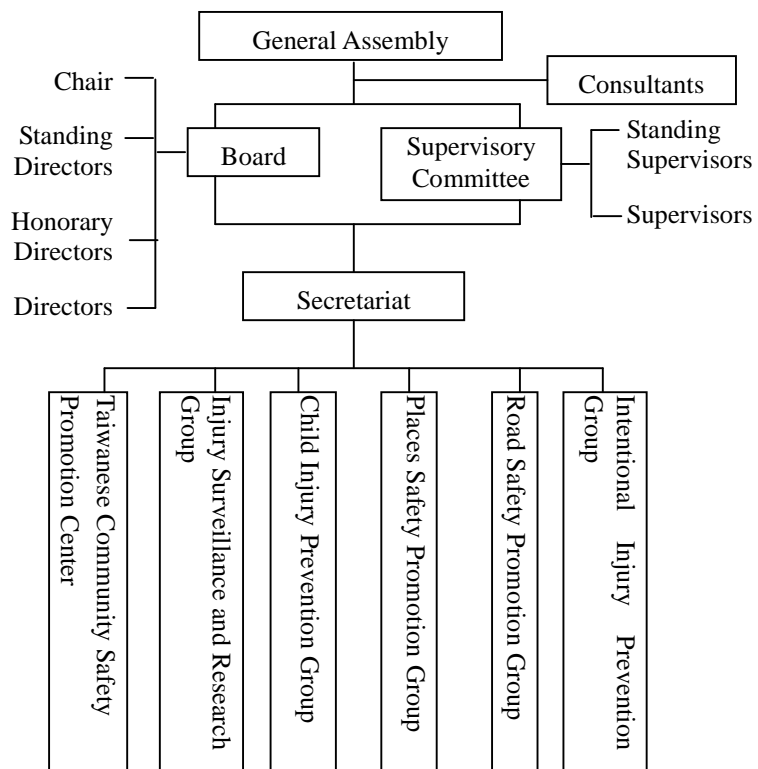 General Assembly
Consultants
Chair
Standing
Directors
Honorary
Directors
Directors
Board
Supervisory
Committee
Standing
Supervisors
Supervisors
Secretariat
Taiwanese Community Safety
Promotion Center
Injury Surveillance and Research
Group
Child Injury Prevention Group
Places Safety Promotion Group
Road Safety Promotion Group
Intentional Injury Prevention
Group